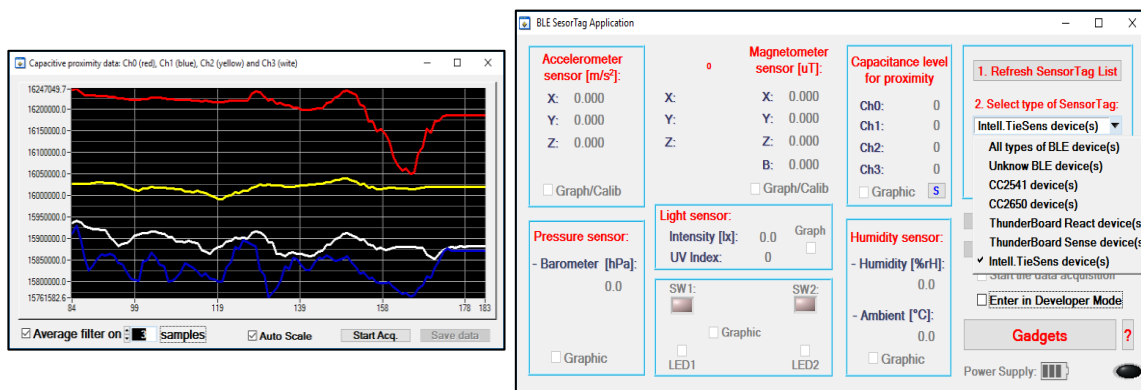 Capacitive proximity data: Ch0 (red), Ch1 (blue), Ch2 (yellow) and Ch3 (wite)
16247049.7
16200000.0
16150000.0
16100000.0
16050000.0
16000000.0
15950000.0
15900000.0
15850000.0
15800000.0
15761582.6
84 99 119 139 158 178 183
Average filter on 3 samples
Auto Scale
Start Acq.
Save data
BLE SesorTag Application
Accelerometer
sensor [m/s²]:
X: 0.000
Y: 0.000
Z: 0.000
Graph/Calib
0
X:
Y:
Z:
Magnetometer
sensor [uT]:
X: 0.000
Y: 0.000
Z: 0.000
B: 0.000
Graph/Calib
Capacitance level
for proximity
Ch0: 0
Ch1: 0
Ch2: 0
Ch3: 0
Graphic S
1. Refresh SensorTag List
2. Select type of SensorTag:
Intell.TieSens device(s)
All types of BLE device(s)
Unknow BLE device(s)
CC2541 device(s)
CC2650 device(s)
ThunderBoard React device(s
ThunderBoard Sense device(s
Intell.TieSens device(s)
Start the data acquisition
Enter in Developer Mode
Gadgets ?
Power Supply:
Pressure sensor:
- Barometer [hPa]:
0.0
Graphic
Light sensor:
Intensity [lx]: 0.0 Graph
UV Index: 0
SW1: SW2:
Graphic
LED1 LED2
Humidity sensor:
- Humidity [%rH]
0.0
- Ambient [°C]:
0.0
Graphic